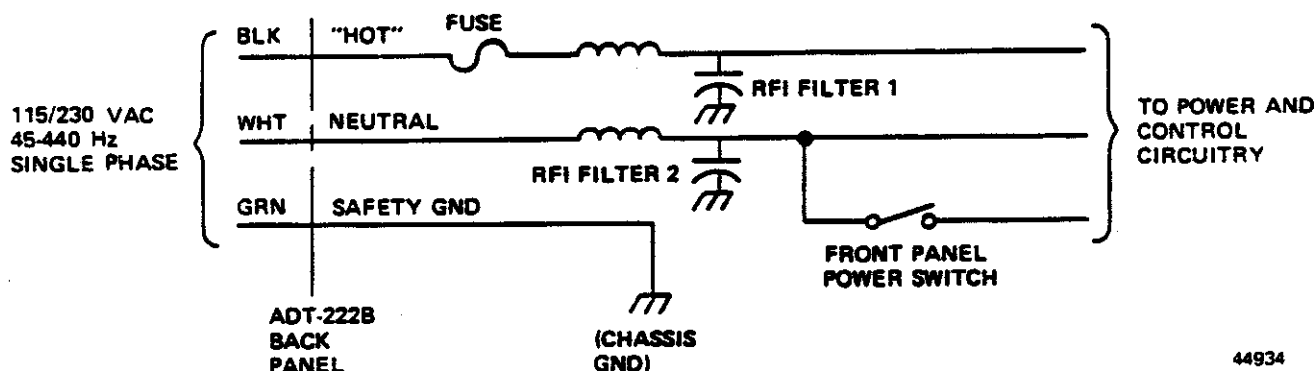 BLK
"HOT"
FUSE
RFI FILTER 1
115/230 VAC
45-440 Hz
SINGLE PHASE
WHT
NEUTRAL
RFI FILTER 2
TO POWER AND
CONTROL
CIRCUITRY
GRN
SAFETY GND
FRONT PANEL
POWER SWITCH
ADT-222B
BACK
PANEL
(CHASSIS
GND)
44934